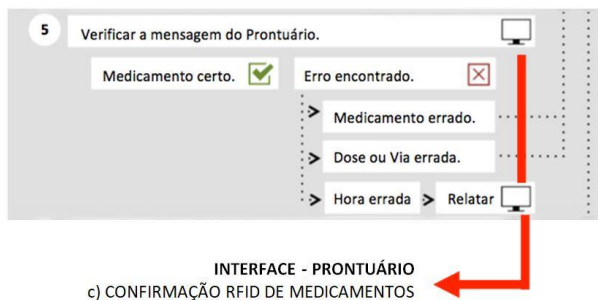 5 Verificar a mensagem do Prontuário.
Medicamento certo. Erro encontrado.
Medicamento errado.
Dose ou Via errada.
Hora errada Relatar
INTERFACE - PRONTUÁRIO
c) CONFIRMAÇÃO RFID DE MEDICAMENTOS